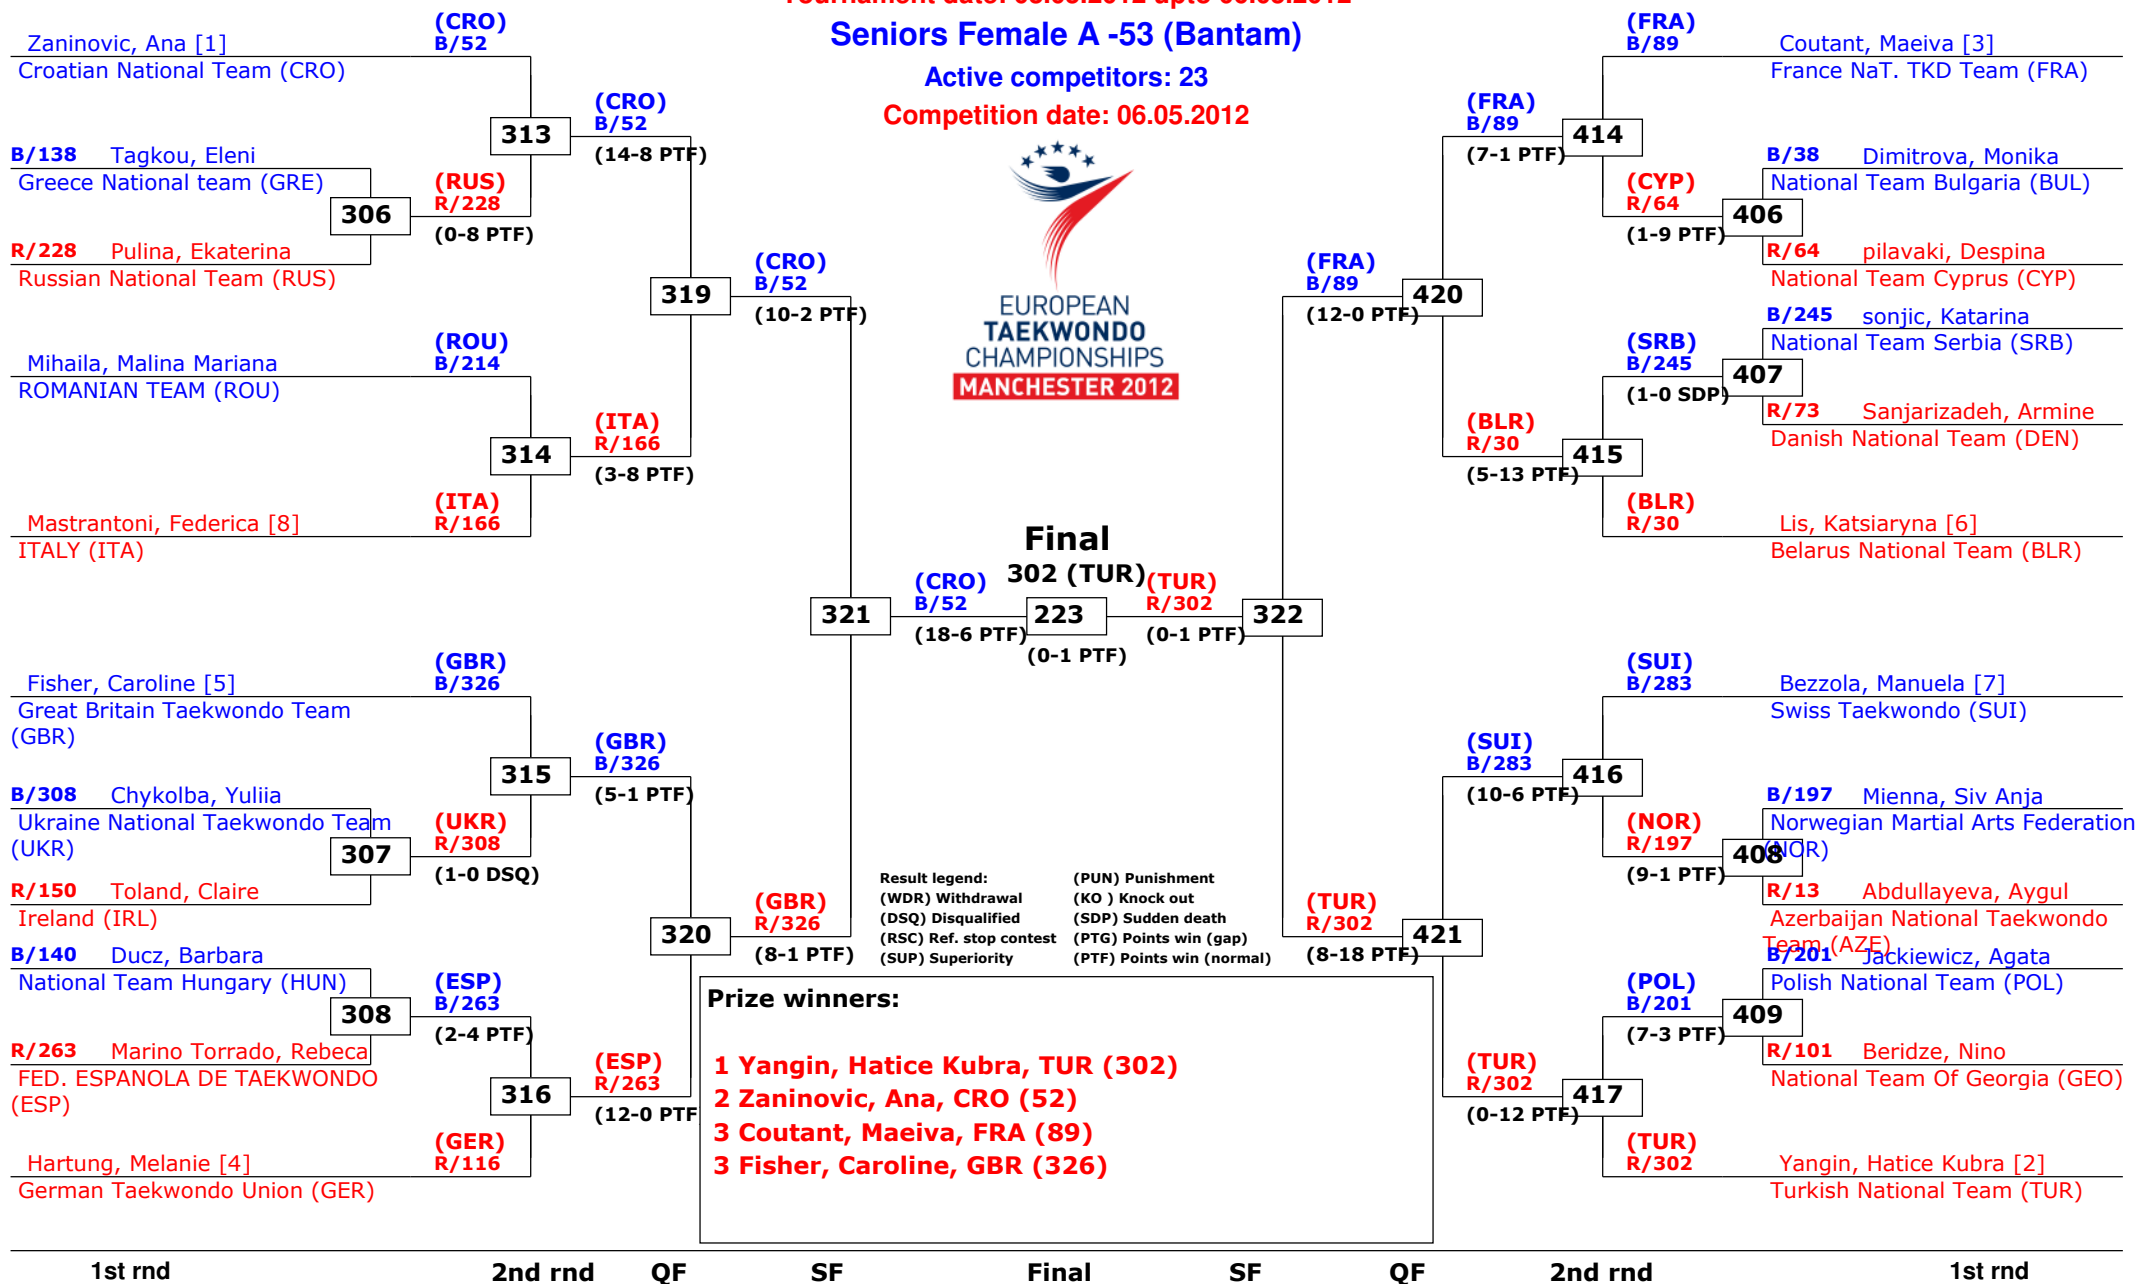 Seniors Female A -53 (Bantam)
Active competitors: 23
Competition date: 06.05.2012
EUROPEAN
TAEKWONDO
CHAMPIONSHIPS
MANCHESTER 2012
Zaninovic, Ana [1]
Croatian National Team (CRO)
(CRO)
B/52
B/138 Tagkou, Eleni
Greece National team (GRE)
306
R/228 Pulina, Ekaterina
Russian National Team (RUS)
(RUS)
R/228
(0-8 PTF)
313
(CRO)
B/52
(14-8 PTF)
Mihaila, Malina Mariana
ROMANIAN TEAM (ROU)
(ROU)
B/214
314
Mastrantoni, Federica [8]
ITALY (ITA)
(ITA)
R/166
(ITA)
R/166
(3-8 PTF)
319
(CRO)
B/52
(10-2 PTF)
Fisher, Caroline [5]
Great Britain Taekwondo Team
(GBR)
(GBR)
B/326
B/308 Chykolba, Yuliia
Ukraine National Taekwondo Team
(UKR)
307
R/150 Toland, Claire
Ireland (IRL)
(UKR)
R/308
(1-0 DSQ)
315
(GBR)
B/326
(5-1 PTF)
B/140 Ducz, Barbara
National Team Hungary (HUN)
308
R/263 Marino Torrado, Rebeca
FED. ESPANOLA DE TAEKWONDO
(ESP)
(ESP)
B/263
(2-4 PTF)
316
Hartung, Melanie [4]
German Taekwondo Union (GER)
(GER)
R/116
(ESP)
R/263
(12-0 PTF
320
(GBR)
R/326
(8-1 PTF)
321
(CRO)
B/52
(18-6 PTF)
Final
302 (TUR)
223
(0-1 PTF)
(TUR)
R/302
(0-1 PTF)
322
(FRA)
B/89
Coutant, Maeiva [3]
France NaT. TKD Team (FRA)
(FRA)
B/89
(7-1 PTF)
414
B/38 Dimitrova, Monika
National Team Bulgaria (BUL)
(CYP)
R/64
(1-9 PTF)
406
R/64 pilavaki, Despina
National Team Cyprus (CYP)
(FRA)
B/89
(12-0 PTF)
420
B/245 sonjic, Katarina
National Team Serbia (SRB)
(SRB)
B/245
(1-0 SDP)
407
R/73 Sanjarizadeh, Armine
Danish National Team (DEN)
(BLR)
R/30
(5-13 PTF)
415
(BLR)
R/30
Lis, Katsiaryna [6]
Belarus National Team (BLR)
(SUI)
B/283
Bezzola, Manuela [7]
Swiss Taekwondo (SUI)
(SUI)
B/283
(10-6 PTF)
416
B/197 Mienna, Siv Anja
Norwegian Martial Arts Federation
(NOR)
(NOR)
R/197
(9-1 PTF)
408
R/13 Abdullayeva, Aygul
Azerbaijan National Taekwondo
Team (AZE)
(TUR)
R/302
(8-18 PTF)
421
B/201 Jackiewicz, Agata
Polish National Team (POL)
(POL)
B/201
(7-3 PTF)
409
R/101 Beridze, Nino
National Team Of Georgia (GEO)
(TUR)
R/302
(0-12 PTF)
417
(TUR)
R/302
Yangin, Hatice Kubra [2]
Turkish National Team (TUR)
Result legend:
(WDR) Withdrawal
(DSQ) Disqualified
(RSC) Ref. stop contest
(SUP) Superiority
(PUN) Punishment
(KO ) Knock out
(SDP) Sudden death
(PTG) Points win (gap)
(PTF) Points win (normal)
Prize winners:
1 Yangin, Hatice Kubra, TUR (302)
2 Zaninovic, Ana, CRO (52)
3 Coutant, Maeiva, FRA (89)
3 Fisher, Caroline, GBR (326)
1st rnd 2nd rnd QF SF Final SF QF 2nd rnd 1st rnd